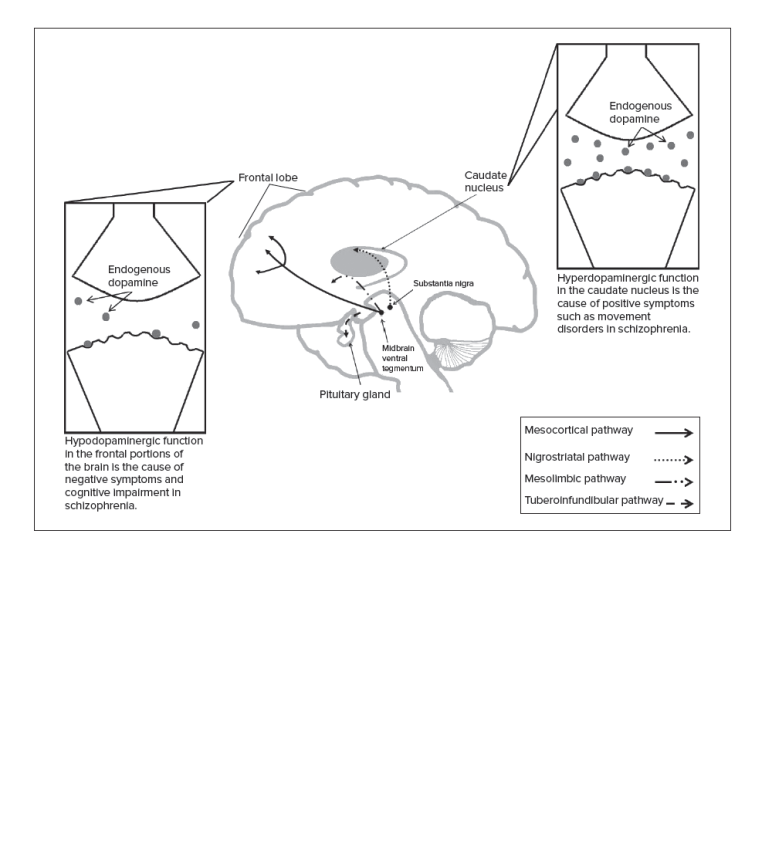 Endogenous
dopamine
Frontal lobe
Caudate
nucleus
Endogenous
dopamine
Substantia nigra
Hyperdopaminergic function
in the caudate nucleus is the
cause of positive symptoms
such as movement
disorders in schizophrenia.
Midbrain
ventral
tegmentum
Pituitary gland
Hypodopaminergic function
in the frontal portions of
the brain is the cause of
negative symptoms and
cognitive impairment in
schizophrenia.
Mesocortical pathway
Nigrostriatal pathway
Mesolimbic pathway
Tuberoinfundibular pathway